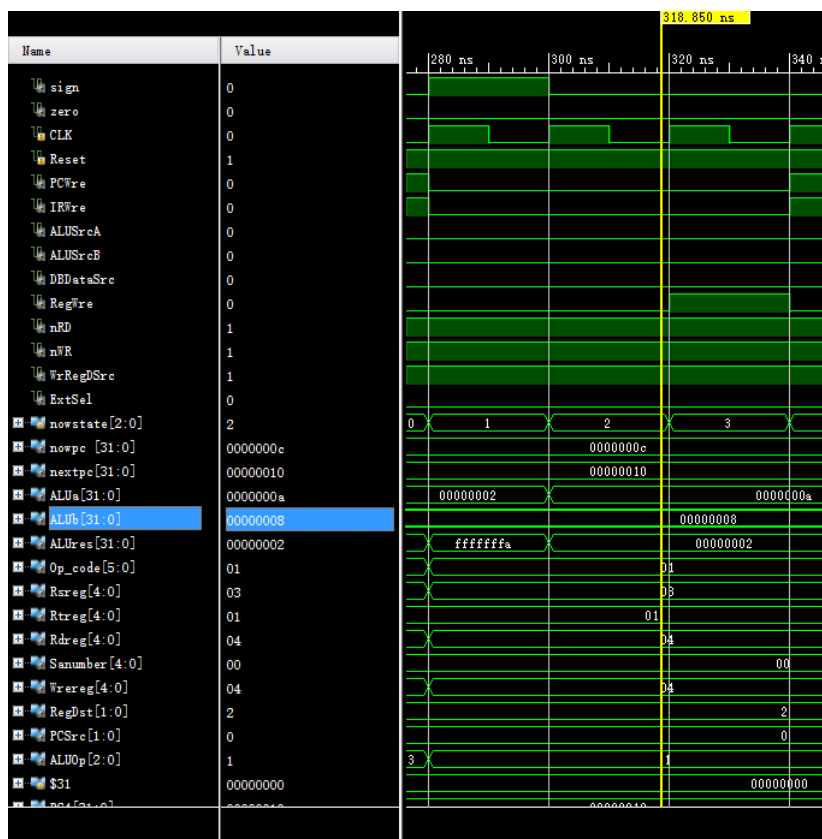 318.850 ns
Name Value
280 ns 300 ns 320 ns 340
sign 0
zero 0
CLK 0
Reset 1
PCWre 0
IRWre 0
ALUSrcA 0
ALUSrcB 0
DBDataSrc 0
RegWre 0
nRD 1
nWR 1
WrRegDSrc 1
ExtSel 0
nowstate[2:0] 2 0 1 2 3
nowpc [31:0] 0000000c 0000000c
nextpc[31:0] 00000010 00000010
ALUa[31:0] 0000000a 00000002 0000000a
ALUb[31:0] 00000008 00000008
ALUres[31:0] 00000002 fffffffa 00000002
Op_code[5:0] 01 01
Rsreg[4:0] 03 03
Rtreg[4:0] 01 01
Rdreg[4:0] 04 04
Sanumber[4:0] 00 00
Wrereg[4:0] 04 04
RegDst[1:0] 2 2
PCSrc[1:0] 0 0
ALUOp[2:0] 1 3 1
$31 00000000 00000000